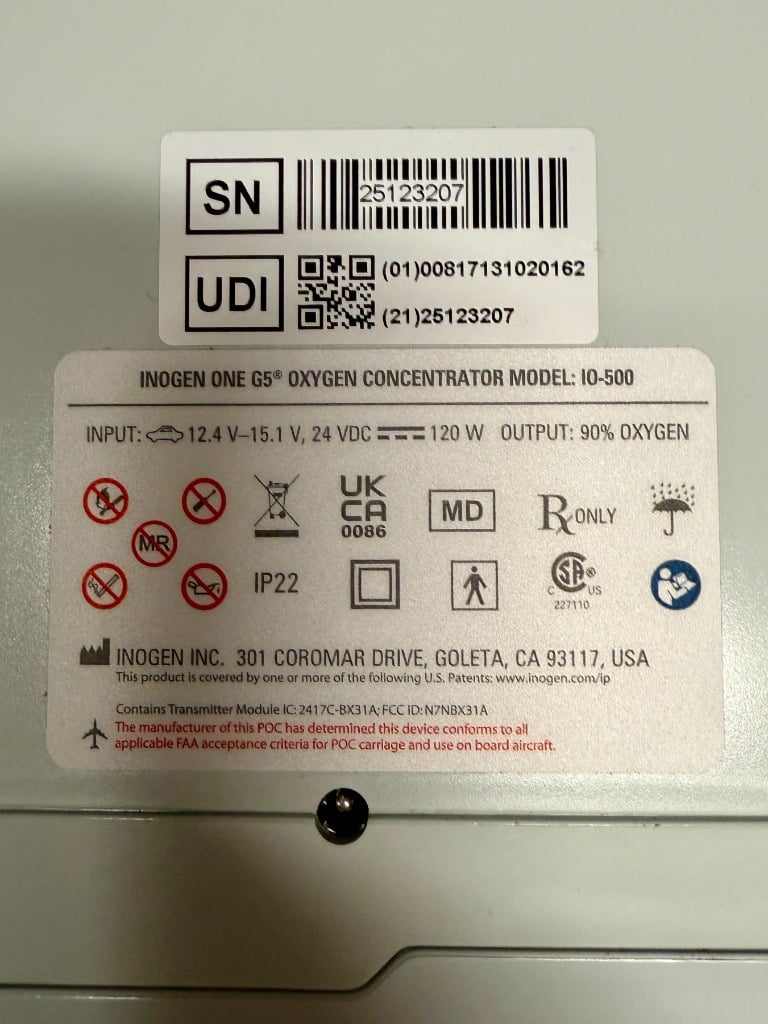 SN
25123207
UDI
(01)00817131020162
(21)25123207
INOGEN ONE G5® OXYGEN CONCENTRATOR MODEL: IO-500
INPUT: 12.4 V–15.1 V, 24 VDC 120 W OUTPUT: 90% OXYGEN
MR
UK
CA
0086
MD
Rx ONLY
IP22
C SA ® US
227110
INOGEN INC. 301 COROMAR DRIVE, GOLETA, CA 93117, USA
This product is covered by one or more of the following U.S. Patents: www.inogen.com/ip
Contains Transmitter Module IC: 2417C-BX31A; FCC ID: N7NBX31A
The manufacturer of this POC has determined this device conforms to all
applicable FAA acceptance criteria for POC carriage and use on board aircraft.